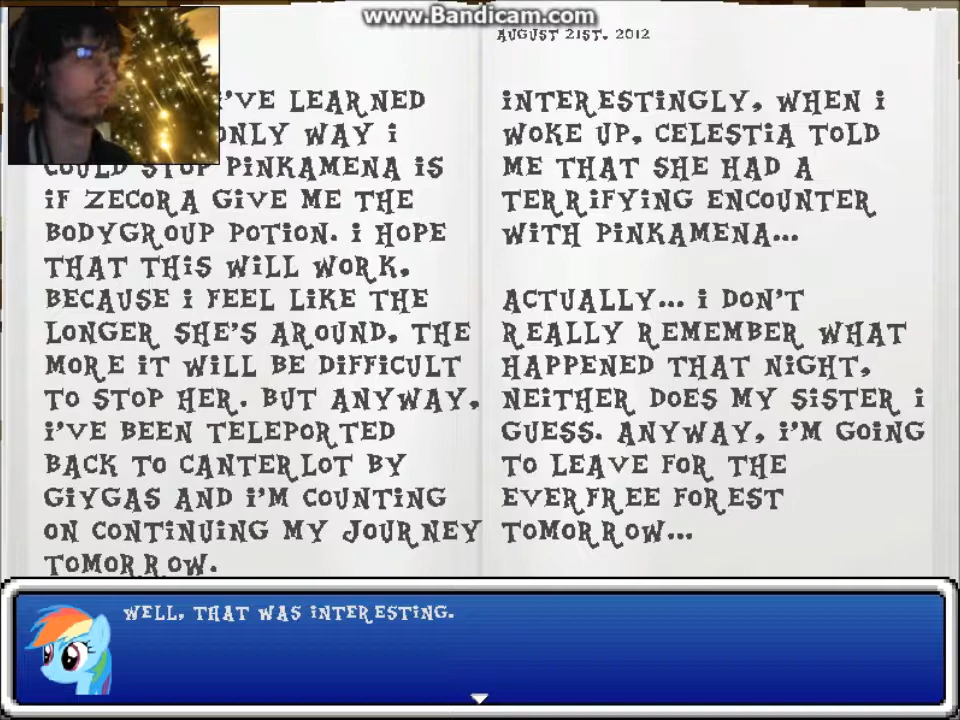 www.Bandicam.com
AUGUST 21ST, 2012
I'VE LEARNED
ONLY WAY I
COULD STOP PINKAMENA IS
IF ZECORA GIVE ME THE
BODYGROUP POTION. I HOPE
THAT THIS WILL WORK,
BECAUSE I FEEL LIKE THE
LONGER SHE'S AROUND, THE
MORE IT WILL BE DIFFICULT
TO STOP HER. BUT ANYWAY,
I'VE BEEN TELEPORTED
BACK TO CANTERLOT BY
GIYGAS AND I'M COUNTING
ON CONTINUING MY JOURNEY
TOMORROW.
INTERESTINGLY, WHEN I
WOKE UP, CELESTIA TOLD
ME THAT SHE HAD A
TERRIFYING ENCOUNTER
WITH PINKAMENA...
ACTUALLY... I DON'T
REALLY REMEMBER WHAT
HAPPENED THAT NIGHT,
NEITHER DOES MY SISTER I
GUESS. ANYWAY, I'M GOING
TO LEAVE FOR THE
EVERFREE FOREST
TOMORROW...
WELL, THAT WAS INTERESTING.